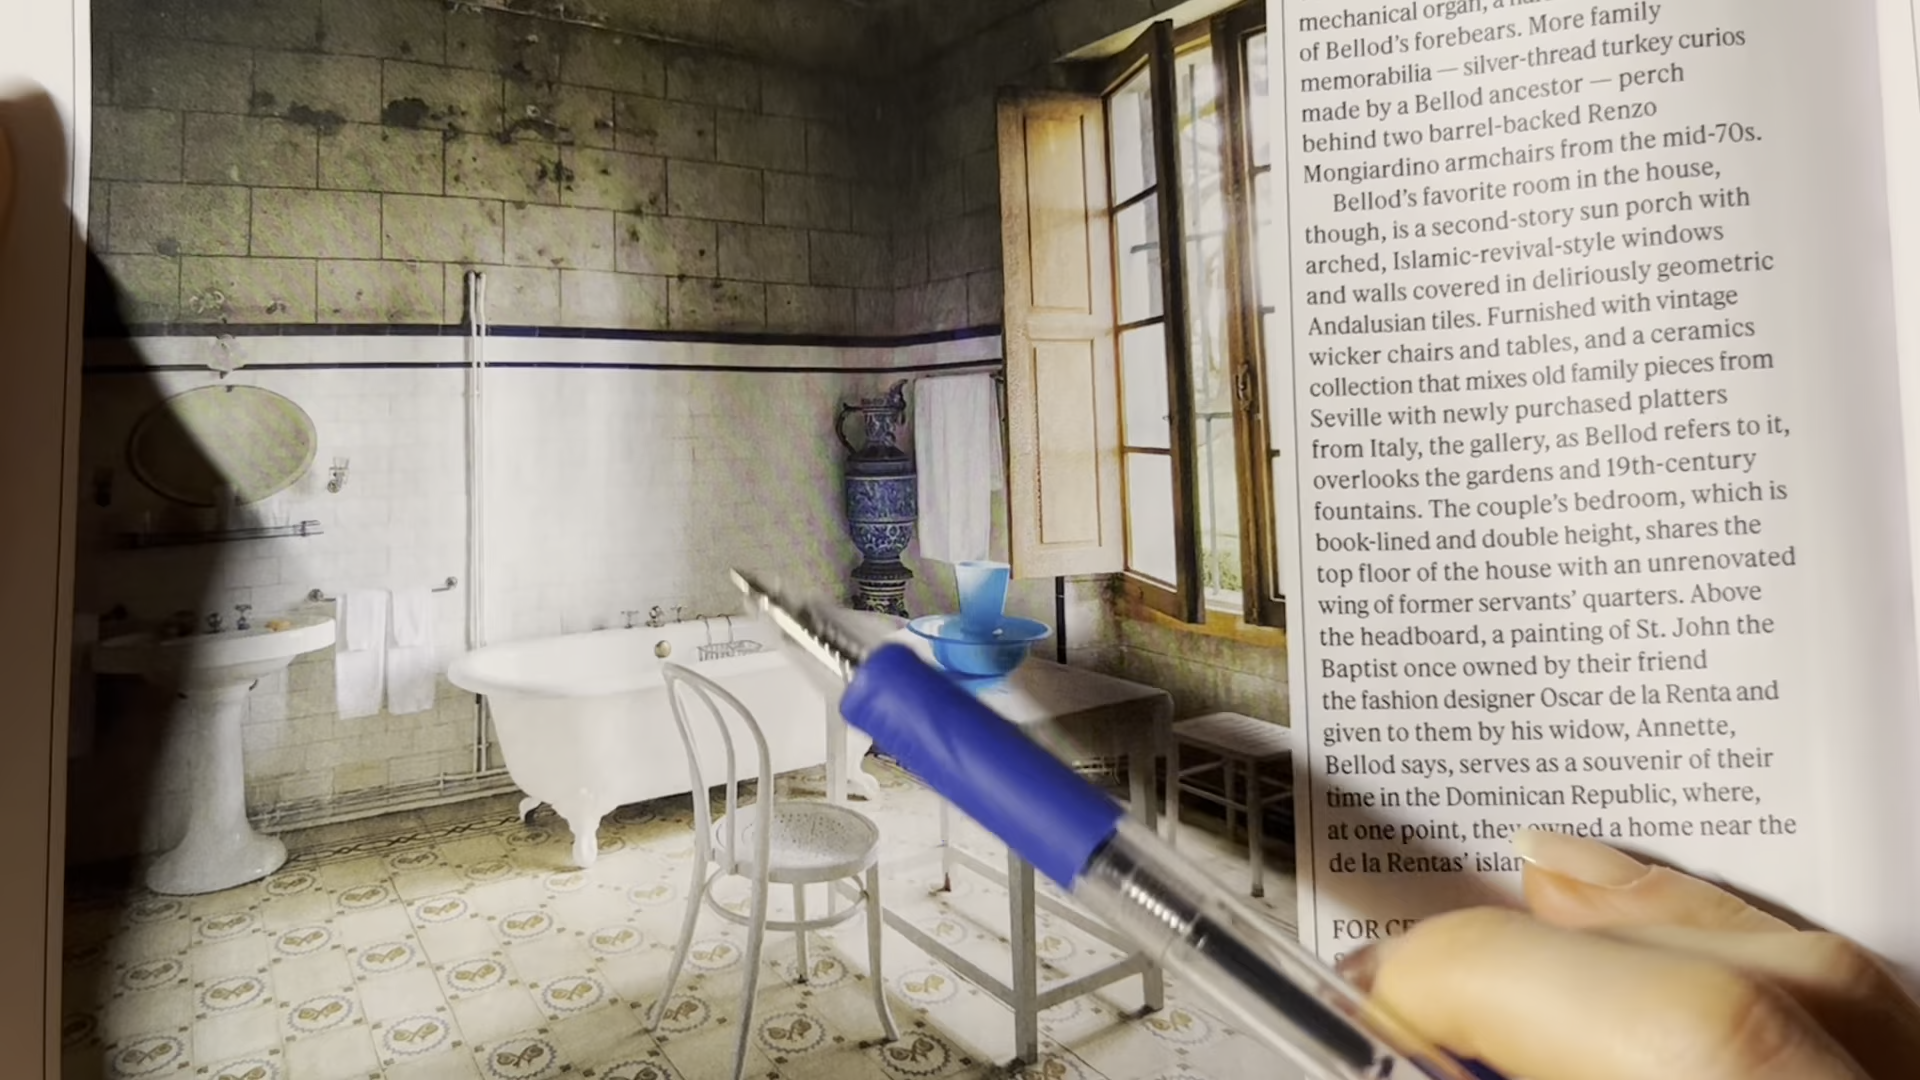 mechanical organ, a
of Bellod's forebears. More family
memorabilia — silver-thread turkey curios
made by a Bellod ancestor — perch
behind two barrel-backed Renzo
Mongiardino armchairs from the mid-70s.
Bellod's favorite room in the house,
though, is a second-story sun porch with
arched, Islamic-revival-style windows
and walls covered in deliriously geometric
Andalusian tiles. Furnished with vintage
wicker chairs and tables, and a ceramics
collection that mixes old family pieces from
Seville with newly purchased platters
from Italy, the gallery, as Bellod refers to it,
overlooks the gardens and 19th-century
fountains. The couple's bedroom, which is
book-lined and double height, shares the
top floor of the house with an unrenovated
wing of former servants' quarters. Above
the headboard, a painting of St. John the
Baptist once owned by their friend
the fashion designer Oscar de la Renta and
given to them by his widow, Annette,
Bellod says, serves as a souvenir of their
time in the Dominican Republic, where,
at one point, they owned a home near the
de la Rentas'
FOR